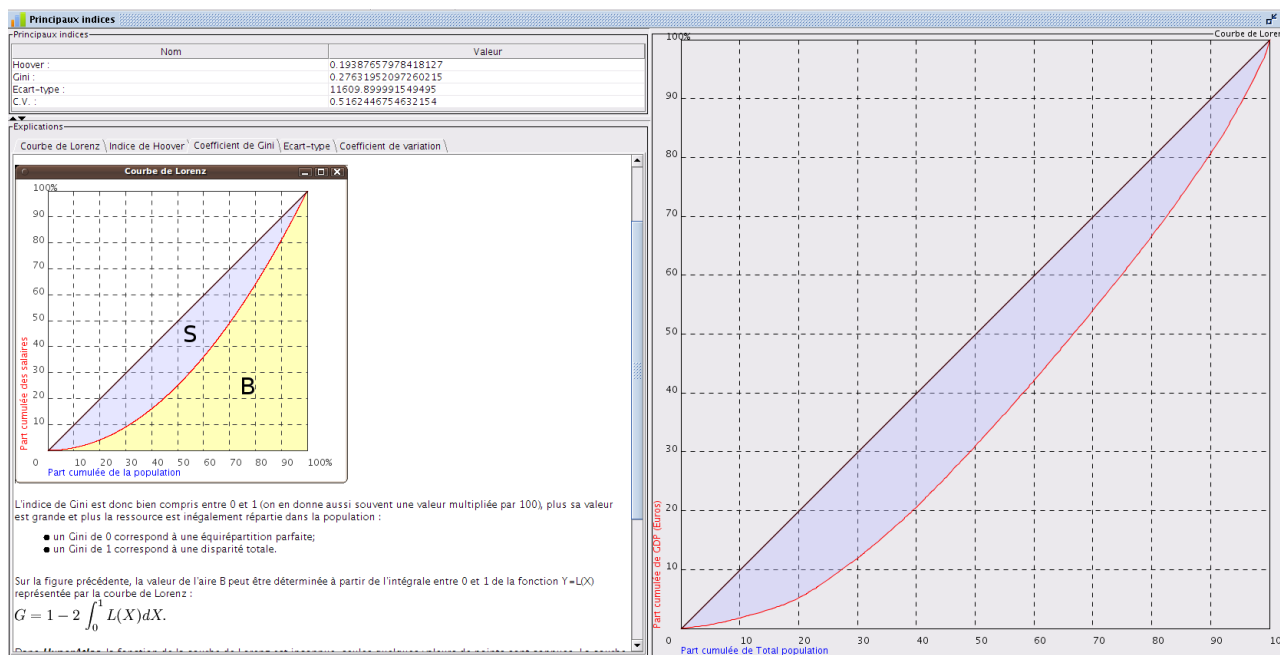 Principaux indices
Principaux indices
Nom Valeur
Hoover : 0.19387657978418127
Gini : 0.27631952097260215
Ecart-type : 11609.899991549495
C.V. : 0.5162446754632154
Explications
Courbe de Lorenz \ Indice de Hoover \ Coefficient de Gini \ Ecart-type \ Coefficient de variation \
Courbe de Lorenz
100%
90
80
70
60
50
40
30
20
10
S
B
Part cumulée des salaires
0 10 20 30 40 50 60 70 80 90 100%
Part cumulée de la population
L'indice de Gini est donc bien compris entre 0 et 1 (on en donne aussi souvent une valeur multipliée par 100), plus sa valeur
est grande et plus la ressource est inégalement répartie dans la population :
● un Gini de 0 correspond à une équirépartition parfaite;
● un Gini de 1 correspond à une disparité totale.
Sur la figure précédente, la valeur de l'aire B peut être déterminée à partir de l'intégrale entre 0 et 1 de la fonction Y=L(X)
représentée par la courbe de Lorenz :
G = 1 − 2 ∫₀¹ L(X)dX.
Courbe de Loren
100%
90
80
70
60
50
40
30
20
10
Part cumulée de GDP (Euros)
0 10 20 30 40 50 60 70 80 90 100
Part cumulée de Total population